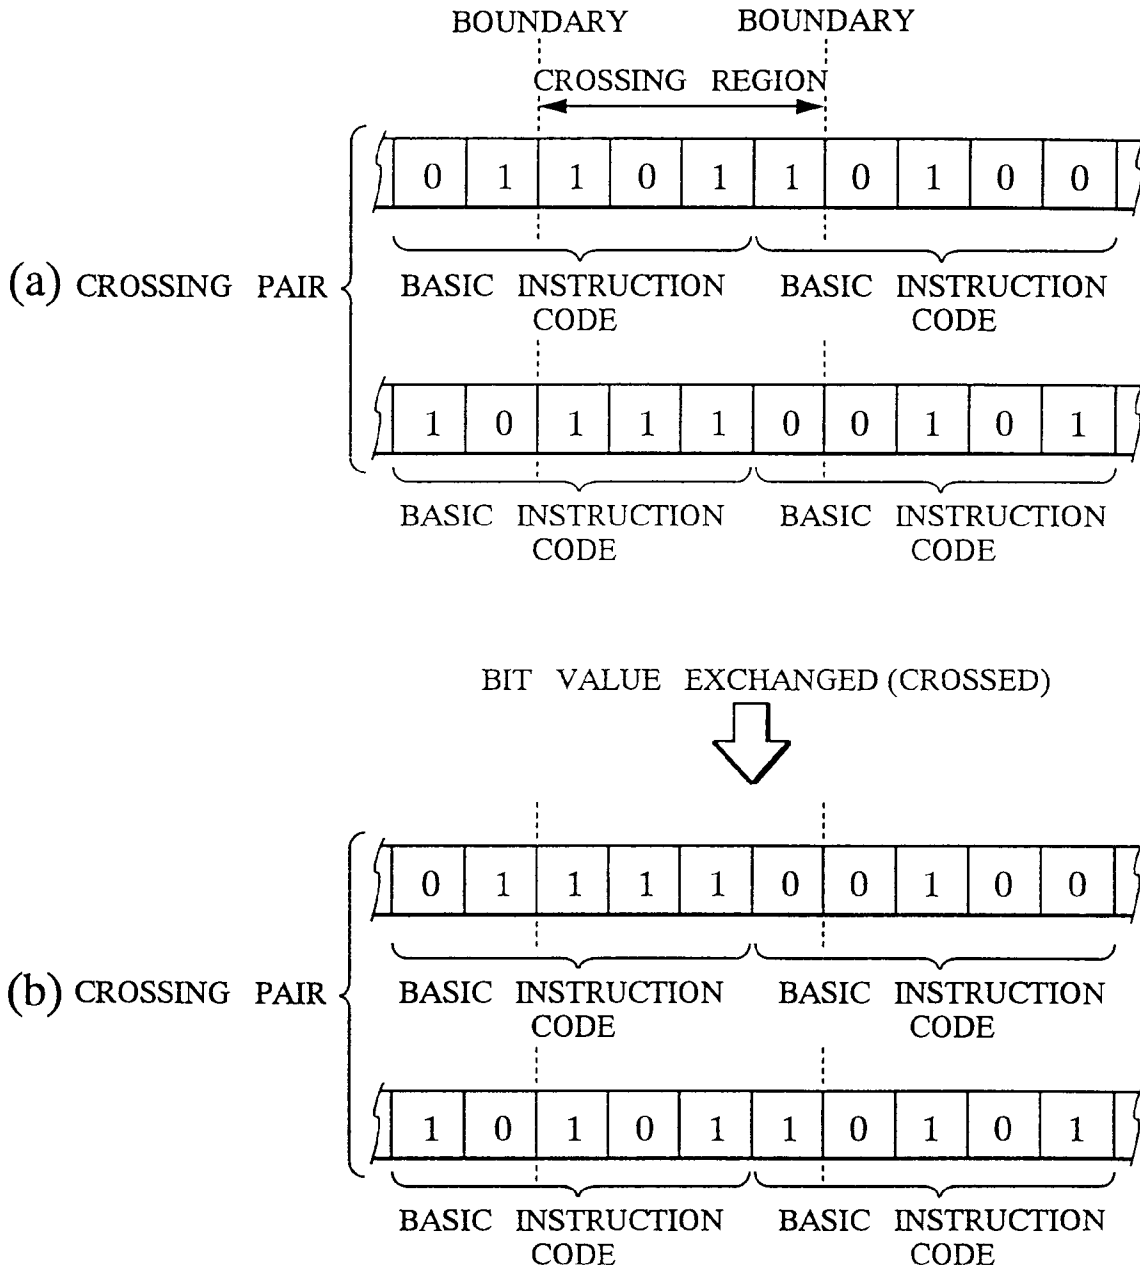 BOUNDARY BOUNDARY
CROSSING REGION
0 1 1 0 1 1 0 1 0 0
(a) CROSSING PAIR
BASIC INSTRUCTION CODE BASIC INSTRUCTION CODE
1 0 1 1 1 0 0 1 0 1
BASIC INSTRUCTION CODE BASIC INSTRUCTION CODE
BIT VALUE EXCHANGED (CROSSED)
0 1 1 1 1 0 0 1 0 0
(b) CROSSING PAIR
BASIC INSTRUCTION CODE BASIC INSTRUCTION CODE
1 0 1 0 1 1 0 1 0 1
BASIC INSTRUCTION CODE BASIC INSTRUCTION CODE